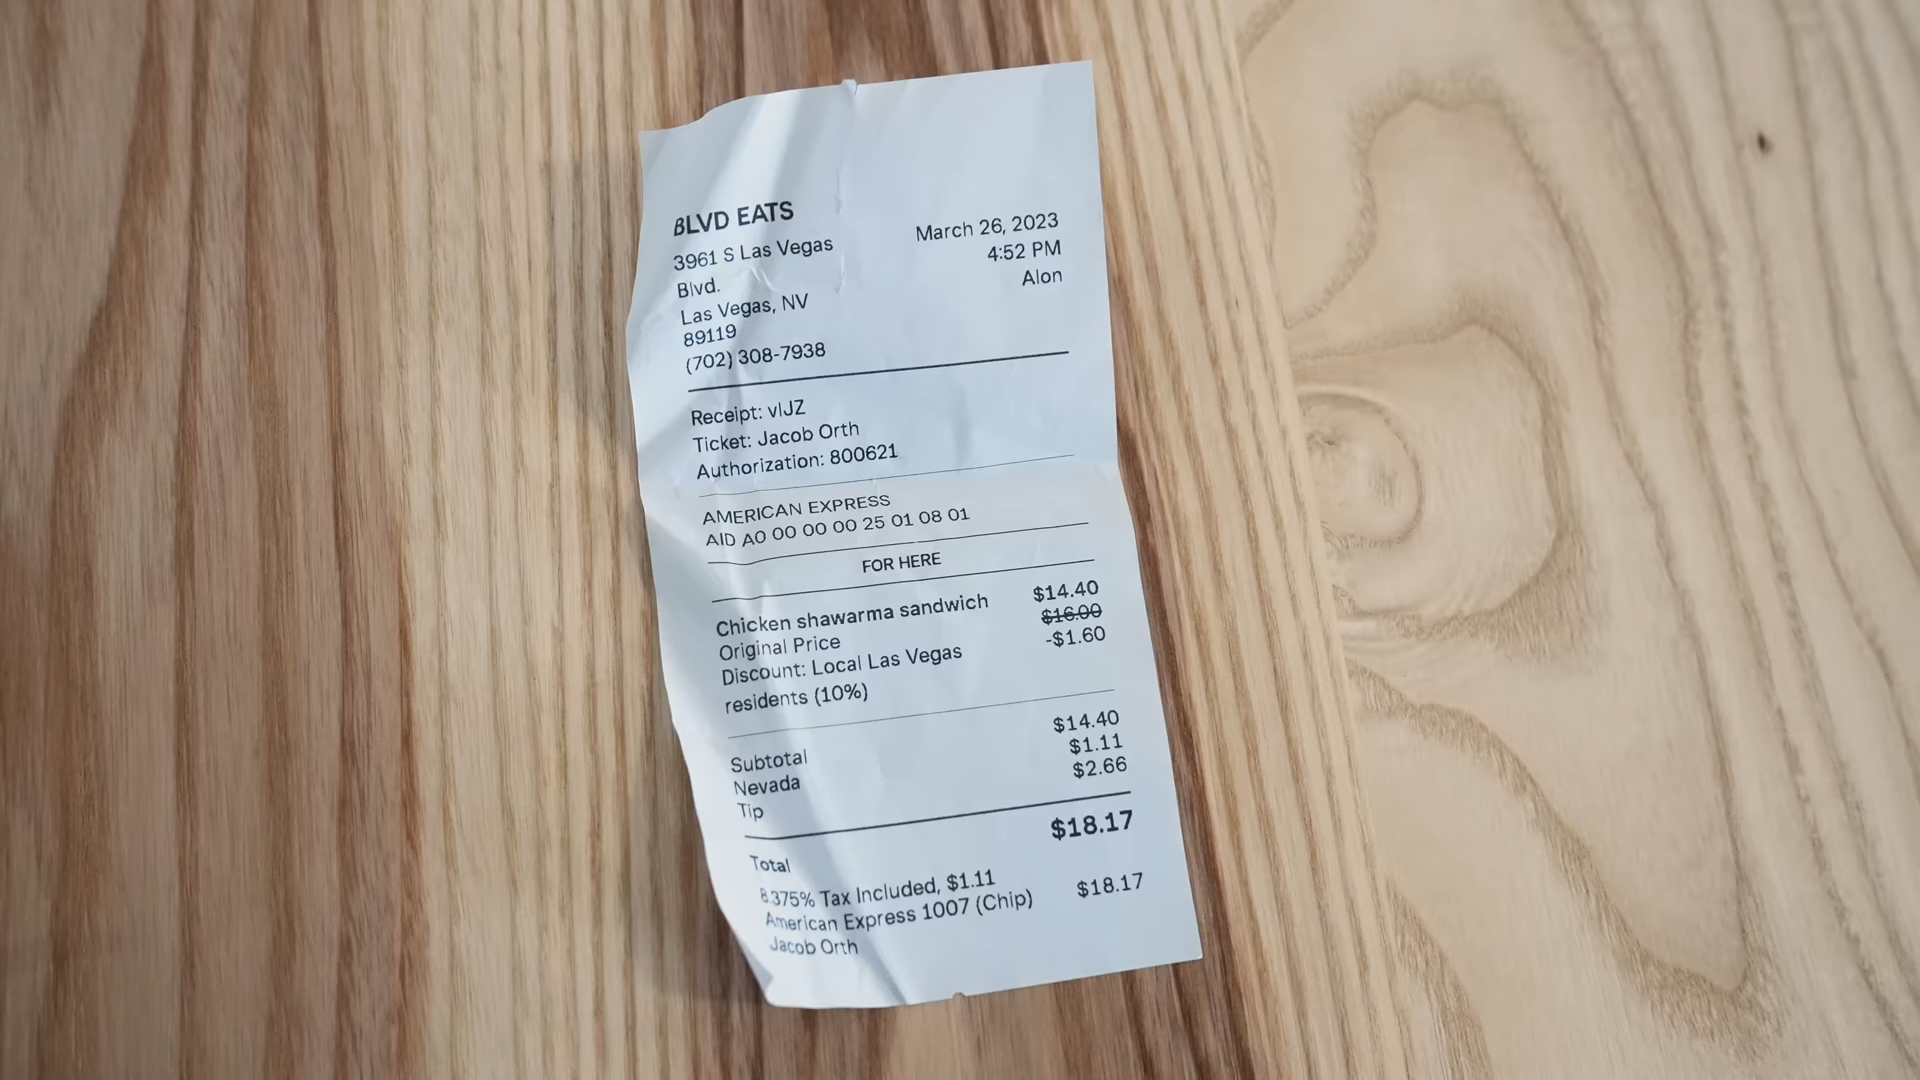 BLVD EATS
3961 S Las Vegas
Blvd.
Las Vegas, NV
89119
(702) 308-7938
March 26, 2023
4:52 PM
Alon
Receipt: vIJZ
Ticket: Jacob Orth
Authorization: 800621
AMERICAN EXPRESS
AID A0 00 00 00 25 01 08 01
FOR HERE
Chicken shawarma sandwich $14.40
Original Price $16.00
Discount: Local Las Vegas -$1.60
residents (10%)
Subtotal $14.40
Nevada $1.11
Tip $2.66
Total $18.17
8.375% Tax Included, $1.11
American Express 1007 (Chip) $18.17
Jacob Orth